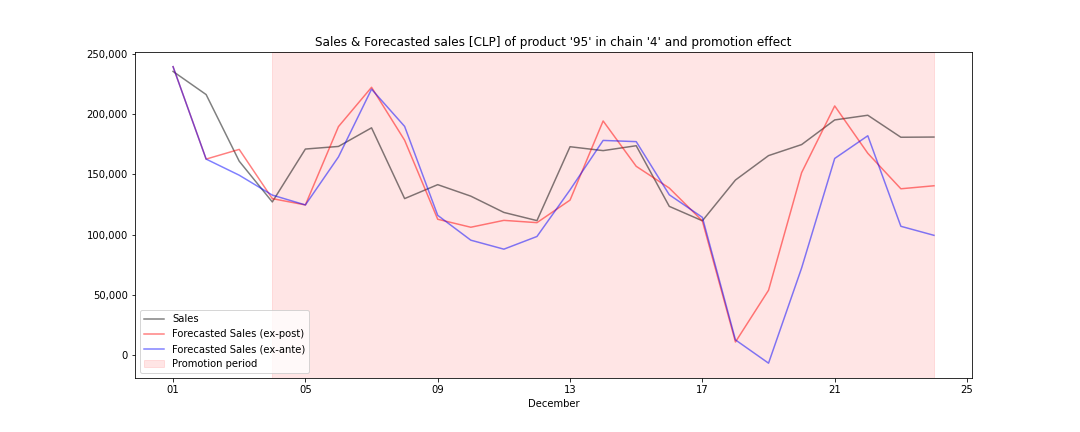 Sales & Forecasted sales [CLP] of product '95' in chain '4' and promotion effect
250,000
200,000
150,000
100,000
50,000
0
Sales
Forecasted Sales (ex-post)
Forecasted Sales (ex-ante)
Promotion period
01 05 09 13 17 21 25
December